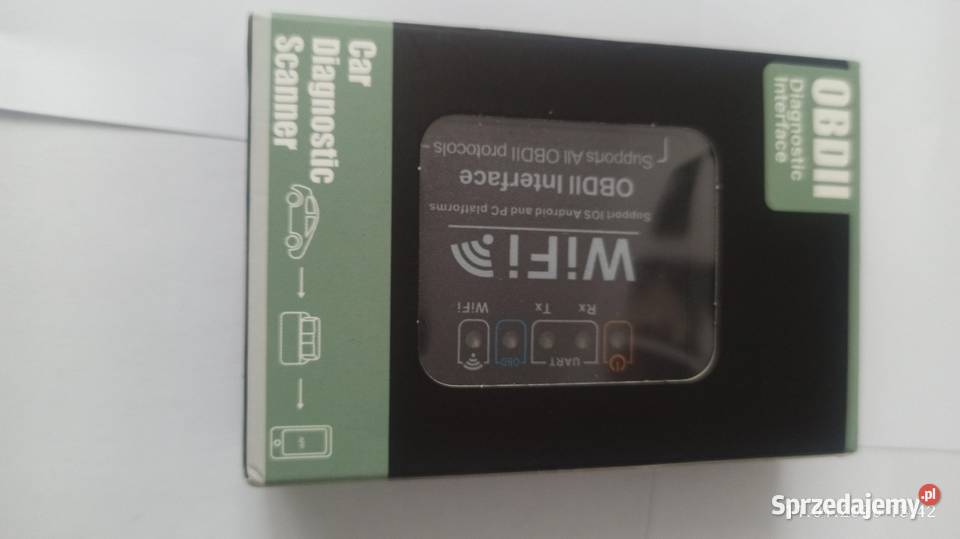 OBDII
Diagnostic
Interface
Car
Diagnostic
Scanner
Supports All OBDII protocols
OBDII Interface
Support IOS Android and PC platforms
WiFi
Rx
Tx
WiFi
UART
OBD
Sprzedajemy.pl